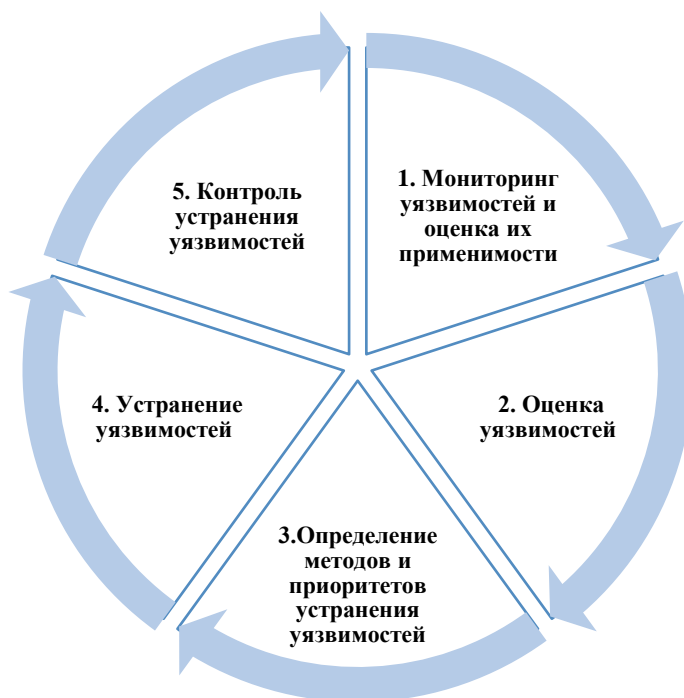 1. Мониторинг
уязвимостей и
оценка их
применимости
2. Оценка
уязвимостей
3.Определение
методов и
приоритетов
устранения
уязвимостей
4. Устранение
уязвимостей
5. Контроль
устранения
уязвимостей